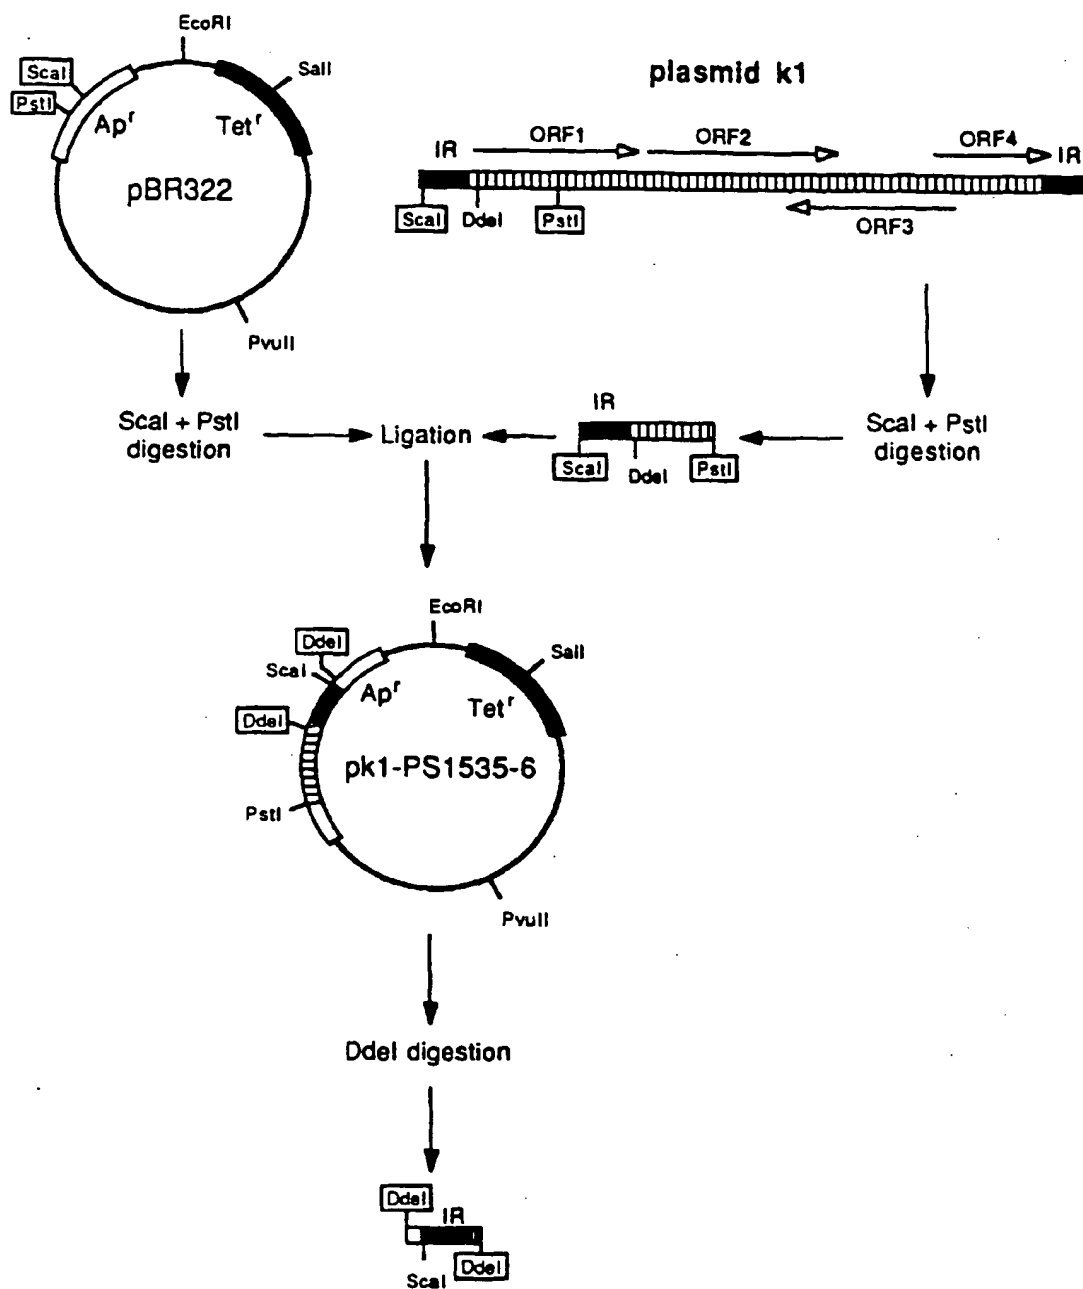 EcoRI
ScaI
SalI
PstI
Ap^r
Tet^r
pBR322
PvuII
plasmid k1
IR
ORF1
ORF2
ORF4
IR
ScaI
DdeI
PstI
ORF3
ScaI + PstI
digestion
Ligation
IR
ScaI
DdeI
PstI
ScaI + PstI
digestion
EcoRI
DdeI
ScaI
SalI
Ap^r
Tet^r
DdeI
pk1-PS1535-6
PstI
PvuII
DdeI digestion
DdeI
IR
ScaI
DdeI